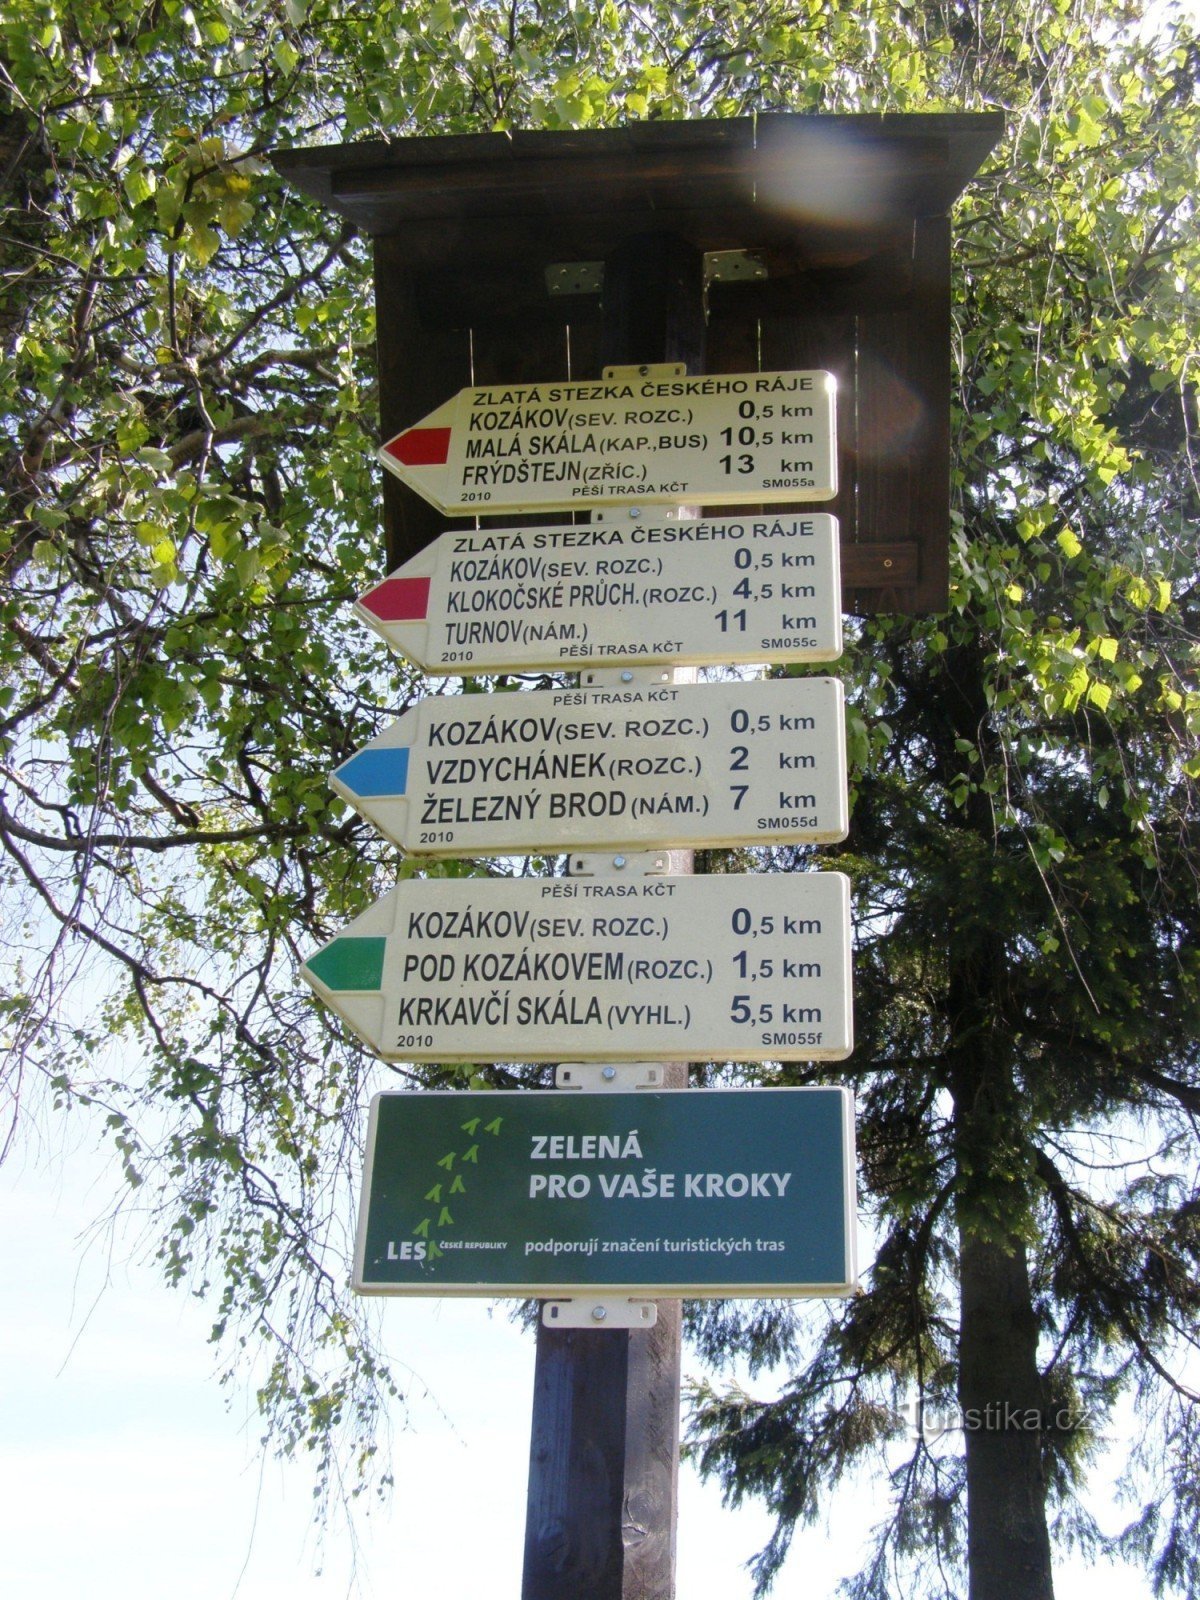 ZLATÁ STEZKA ČESKÉHO RÁJE
KOZÁKOV (SEV. ROZC.) 0,5 km
MALÁ SKÁLA (KAP.,BUS) 10,5 km
FRÝDŠTEJN (ZŘÍC.) 13 km
2010 PĚŠÍ TRASA KČT SM055a
ZLATÁ STEZKA ČESKÉHO RÁJE
KOZÁKOV (SEV. ROZC.) 0,5 km
KLOKOČSKÉ PRŮCH. (ROZC.) 4,5 km
TURNOV (NÁM.) 11 km
2010 PĚŠÍ TRASA KČT SM055c
PĚŠÍ TRASA KČT
KOZÁKOV (SEV. ROZC.) 0,5 km
VZDYCHÁNEK (ROZC.) 2 km
ŽELEZNÝ BROD (NÁM.) 7 km
2010 SM055d
PĚŠÍ TRASA KČT
KOZÁKOV (SEV. ROZC.) 0,5 km
POD KOZÁKOVEM (ROZC.) 1,5 km
KRKAVČÍ SKÁLA (VYHL.) 5,5 km
2010 SM055f
ZELENÁ
PRO VAŠE KROKY
LESY ČESKÉ REPUBLIKY podporují značení turistických tras
Turistika.cz